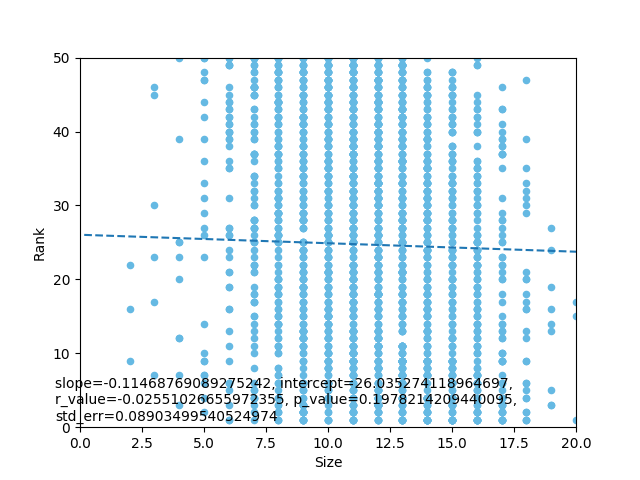 50
40
30
20
10
0
Rank
slope=-0.11468769089275242, intercept=26.035274118964697,
r_value=-0.02551026655972355, p_value=0.1978214209440095,
std_err=0.08903499540524974
0.0 2.5 5.0 7.5 10.0 12.5 15.0 17.5 20.0
Size